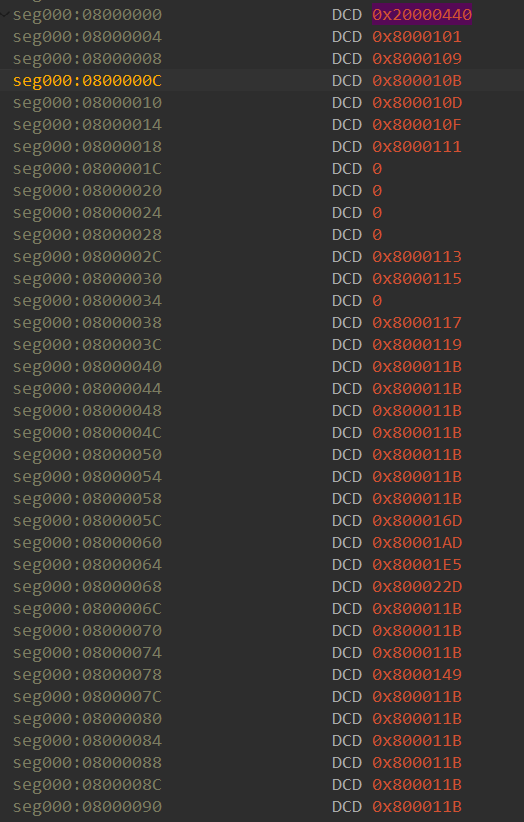 seg000:08000000 DCD 0x20000440
seg000:08000004 DCD 0x8000101
seg000:08000008 DCD 0x8000109
seg000:0800000C DCD 0x800010B
seg000:08000010 DCD 0x800010D
seg000:08000014 DCD 0x800010F
seg000:08000018 DCD 0x8000111
seg000:0800001C DCD 0
seg000:08000020 DCD 0
seg000:08000024 DCD 0
seg000:08000028 DCD 0
seg000:0800002C DCD 0x8000113
seg000:08000030 DCD 0x8000115
seg000:08000034 DCD 0
seg000:08000038 DCD 0x8000117
seg000:0800003C DCD 0x8000119
seg000:08000040 DCD 0x800011B
seg000:08000044 DCD 0x800011B
seg000:08000048 DCD 0x800011B
seg000:0800004C DCD 0x800011B
seg000:08000050 DCD 0x800011B
seg000:08000054 DCD 0x800011B
seg000:08000058 DCD 0x800011B
seg000:0800005C DCD 0x800016D
seg000:08000060 DCD 0x80001AD
seg000:08000064 DCD 0x80001E5
seg000:08000068 DCD 0x800022D
seg000:0800006C DCD 0x800011B
seg000:08000070 DCD 0x800011B
seg000:08000074 DCD 0x800011B
seg000:08000078 DCD 0x8000149
seg000:0800007C DCD 0x800011B
seg000:08000080 DCD 0x800011B
seg000:08000084 DCD 0x800011B
seg000:08000088 DCD 0x800011B
seg000:0800008C DCD 0x800011B
seg000:08000090 DCD 0x800011B